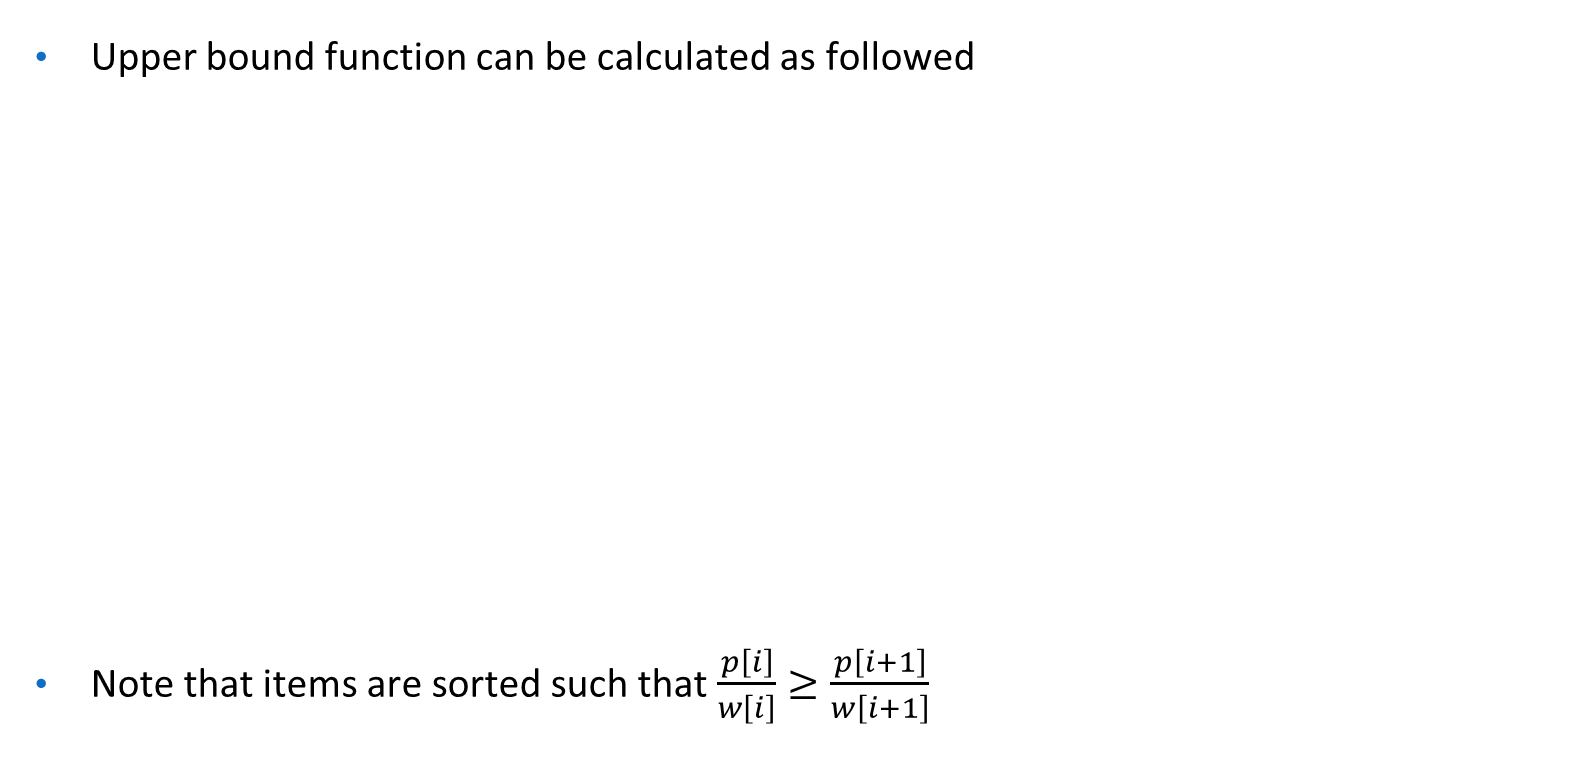 • Upper bound function can be calculated as followed
• Note that items are sorted such that p[i]/w[i] ≥ p[i+1]/w[i+1]